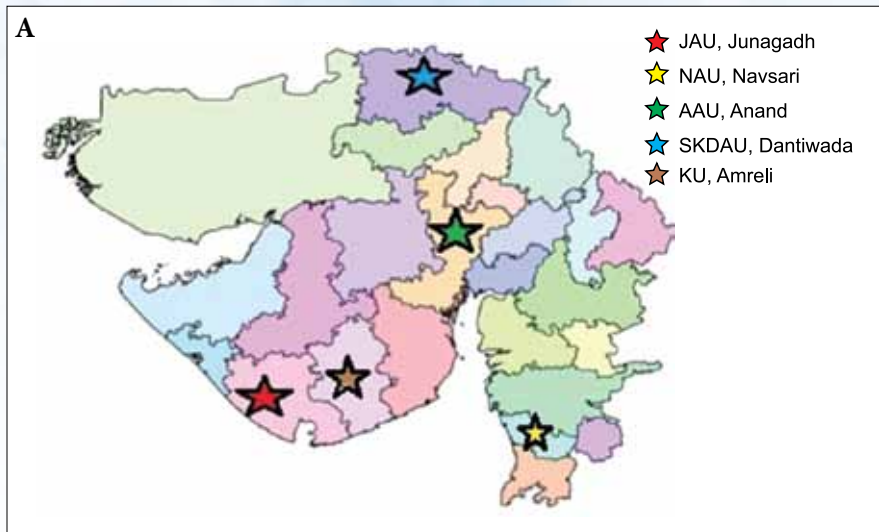 A
JAU, Junagadh
NAU, Navsari
AAU, Anand
SKDAU, Dantiwada
KU, Amreli